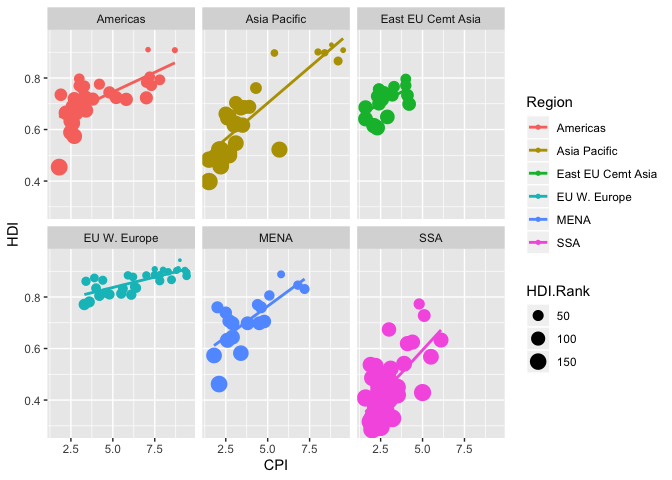 Americas
Asia Pacific
East EU Cemt Asia
0.8
0.6
0.4
HDI
EU W. Europe
MENA
SSA
0.8
0.6
0.4
2.5
5.0
7.5
2.5
5.0
7.5
2.5
5.0
7.5
CPI
Region
Americas
Asia Pacific
East EU Cemt Asia
EU W. Europe
MENA
SSA
HDI.Rank
50
100
150